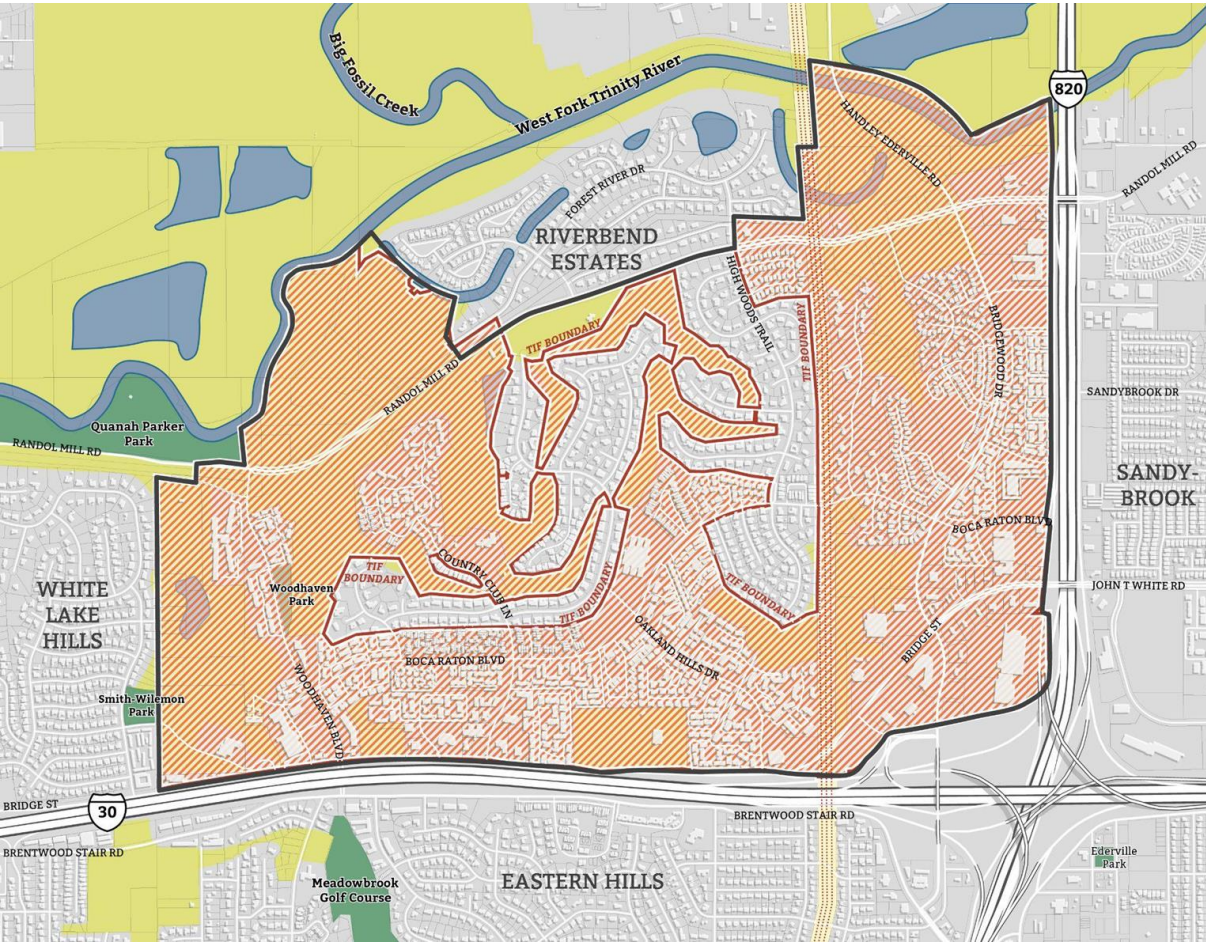 Big Fossil Creek
West Fork Trinity River
820
HANDLEY EDERVILLE RD
RANDOL MILL RD
FOREST RIVER DR
RIVERBEND
ESTATES
HIGH WOODS TRAIL
TIF BOUNDARY
TIF BOUNDARY
BRIDGEWOOD DR
RANDOL MILL RD
SANDYBROOK DR
Quanah Parker
Park
RANDOL MILL RD
SANDY-
BROOK
BOCA RATON BLVD
COUNTRY CLUB LN
TIF
BOUNDARY
TIF BOUNDARY
TIF BOUNDARY
JOHN T WHITE RD
Woodhaven
Park
WHITE
LAKE
HILLS
OAKLAND HILLS DR
BRIDGE ST
BOCA RATON BLVD
WOODHAVEN BLVD
Smith-Wilemon
Park
BRIDGE ST
30
BRENTWOOD STAIR RD
BRENTWOOD STAIR RD
Ederville
Park
Meadowbrook
Golf Course
EASTERN HILLS